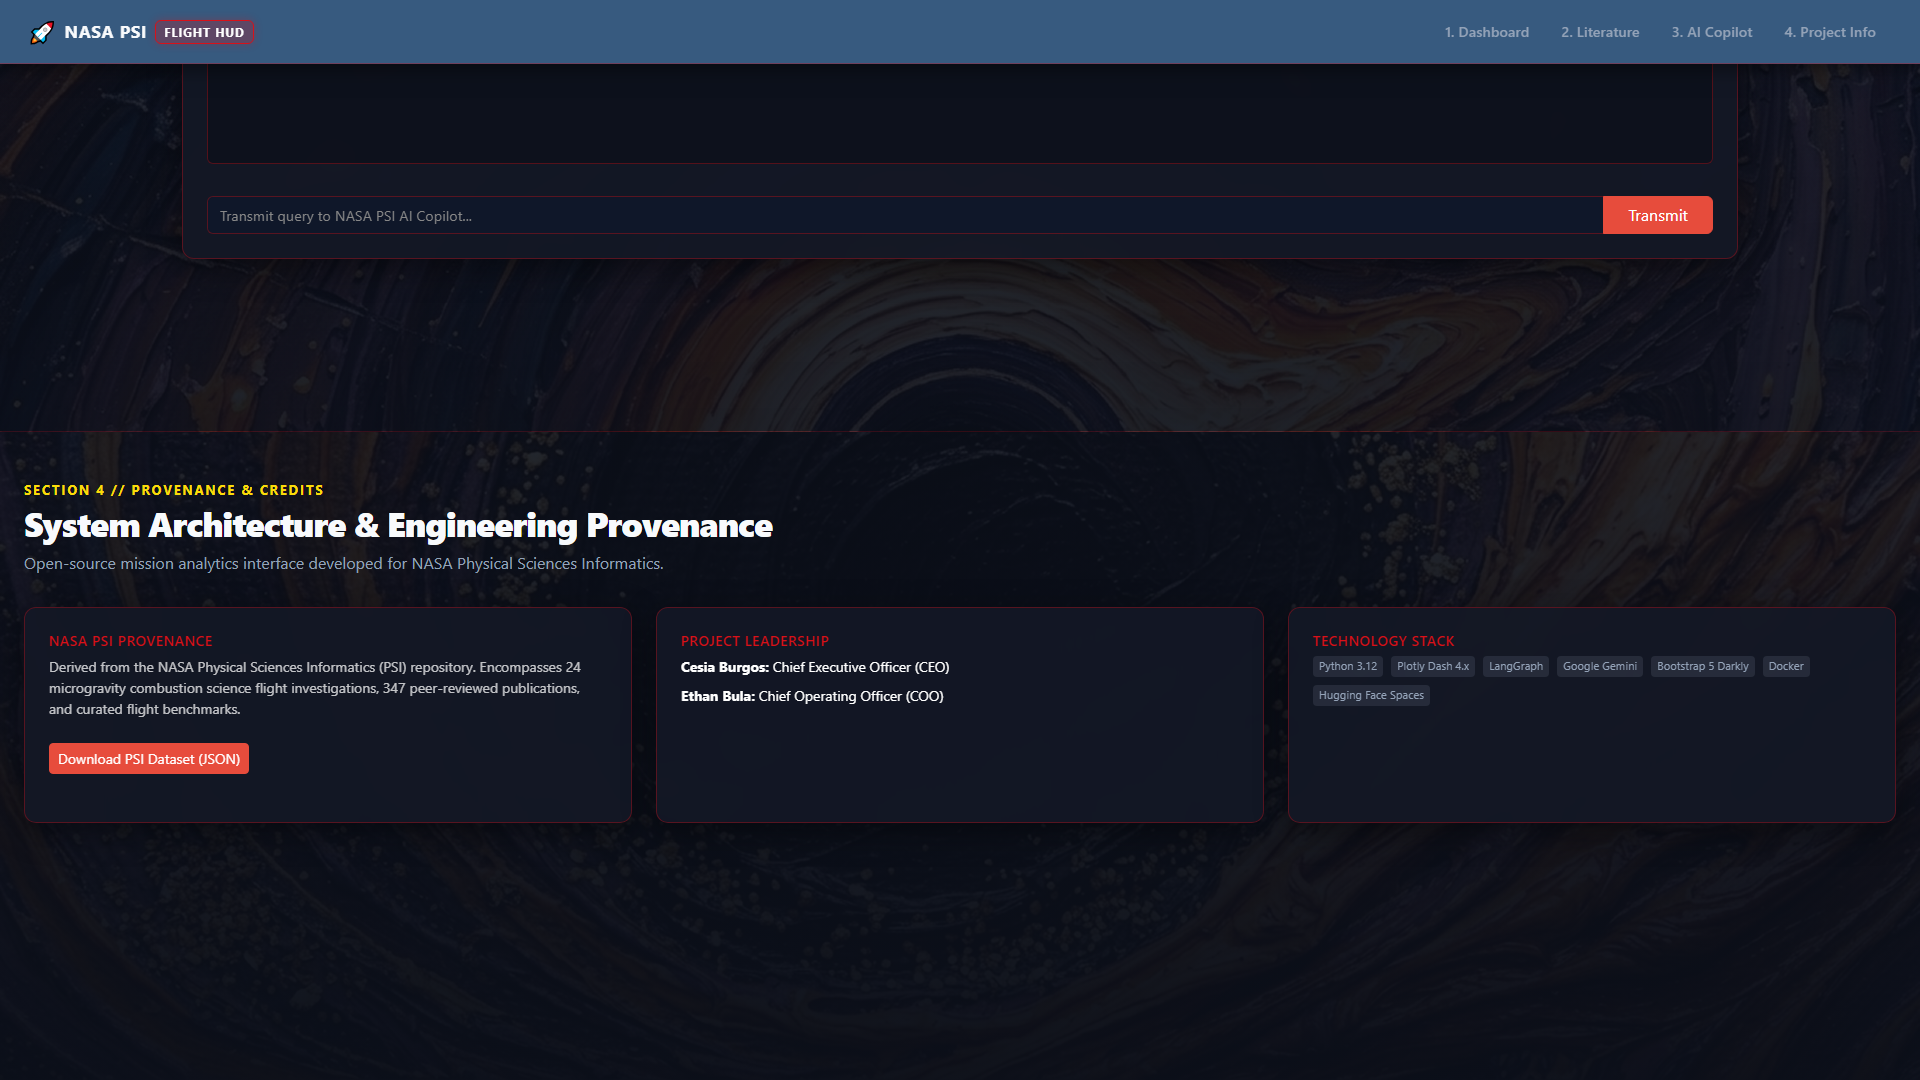 NASA PSI FLIGHT HUD
1. Dashboard 2. Literature 3. AI Copilot 4. Project Info
Transmit query to NASA PSI AI Copilot...
Transmit
SECTION 4 // PROVENANCE & CREDITS
System Architecture & Engineering Provenance
Open-source mission analytics interface developed for NASA Physical Sciences Informatics.
NASA PSI PROVENANCE
Derived from the NASA Physical Sciences Informatics (PSI) repository. Encompasses 24
microgravity combustion science flight investigations, 347 peer-reviewed publications,
and curated flight benchmarks.
Download PSI Dataset (JSON)
PROJECT LEADERSHIP
Cesia Burgos: Chief Executive Officer (CEO)
Ethan Bula: Chief Operating Officer (COO)
TECHNOLOGY STACK
Python 3.12 Plotly Dash 4.x LangGraph Google Gemini Bootstrap 5 Darkly Docker
Hugging Face Spaces